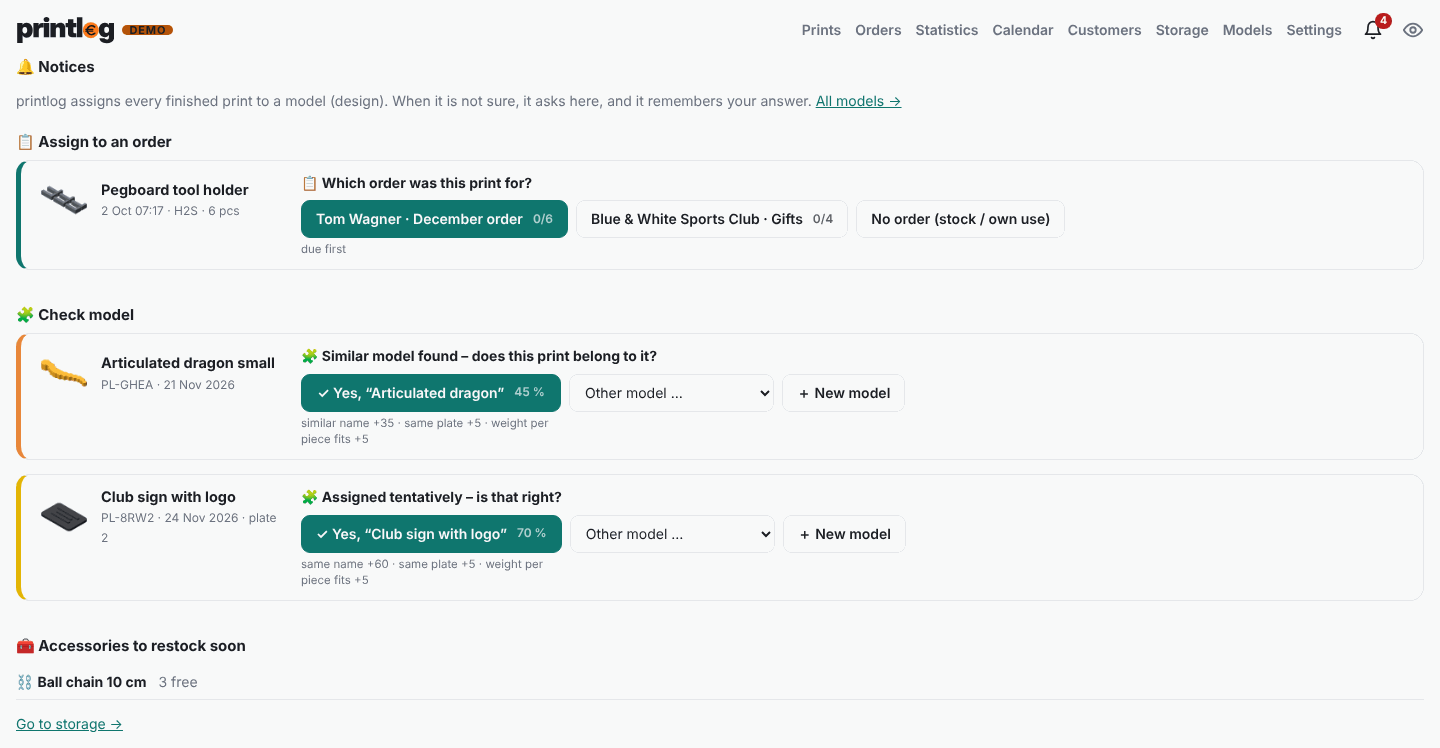 printl€g DEMO
Prints Orders Statistics Calendar Customers Storage Models Settings 4
🔔 Notices
printlog assigns every finished print to a model (design). When it is not sure, it asks here, and it remembers your answer. All models →
📋 Assign to an order
Pegboard tool holder
2 Oct 07:17 · H2S · 6 pcs
📋 Which order was this print for?
Tom Wagner · December order 0/6
Blue & White Sports Club · Gifts 0/4
No order (stock / own use)
due first
🧩 Check model
Articulated dragon small
PL-GHEA · 21 Nov 2026
🧩 Similar model found – does this print belong to it?
✓ Yes, “Articulated dragon” 45 %
Other model ...
+ New model
similar name +35 · same plate +5 · weight per
piece fits +5
Club sign with logo
PL-8RW2 · 24 Nov 2026 · plate
2
🧩 Assigned tentatively – is that right?
✓ Yes, “Club sign with logo” 70 %
Other model ...
+ New model
same name +60 · same plate +5 · weight per
piece fits +5
🧰 Accessories to restock soon
⛓️ Ball chain 10 cm 3 free
Go to storage →